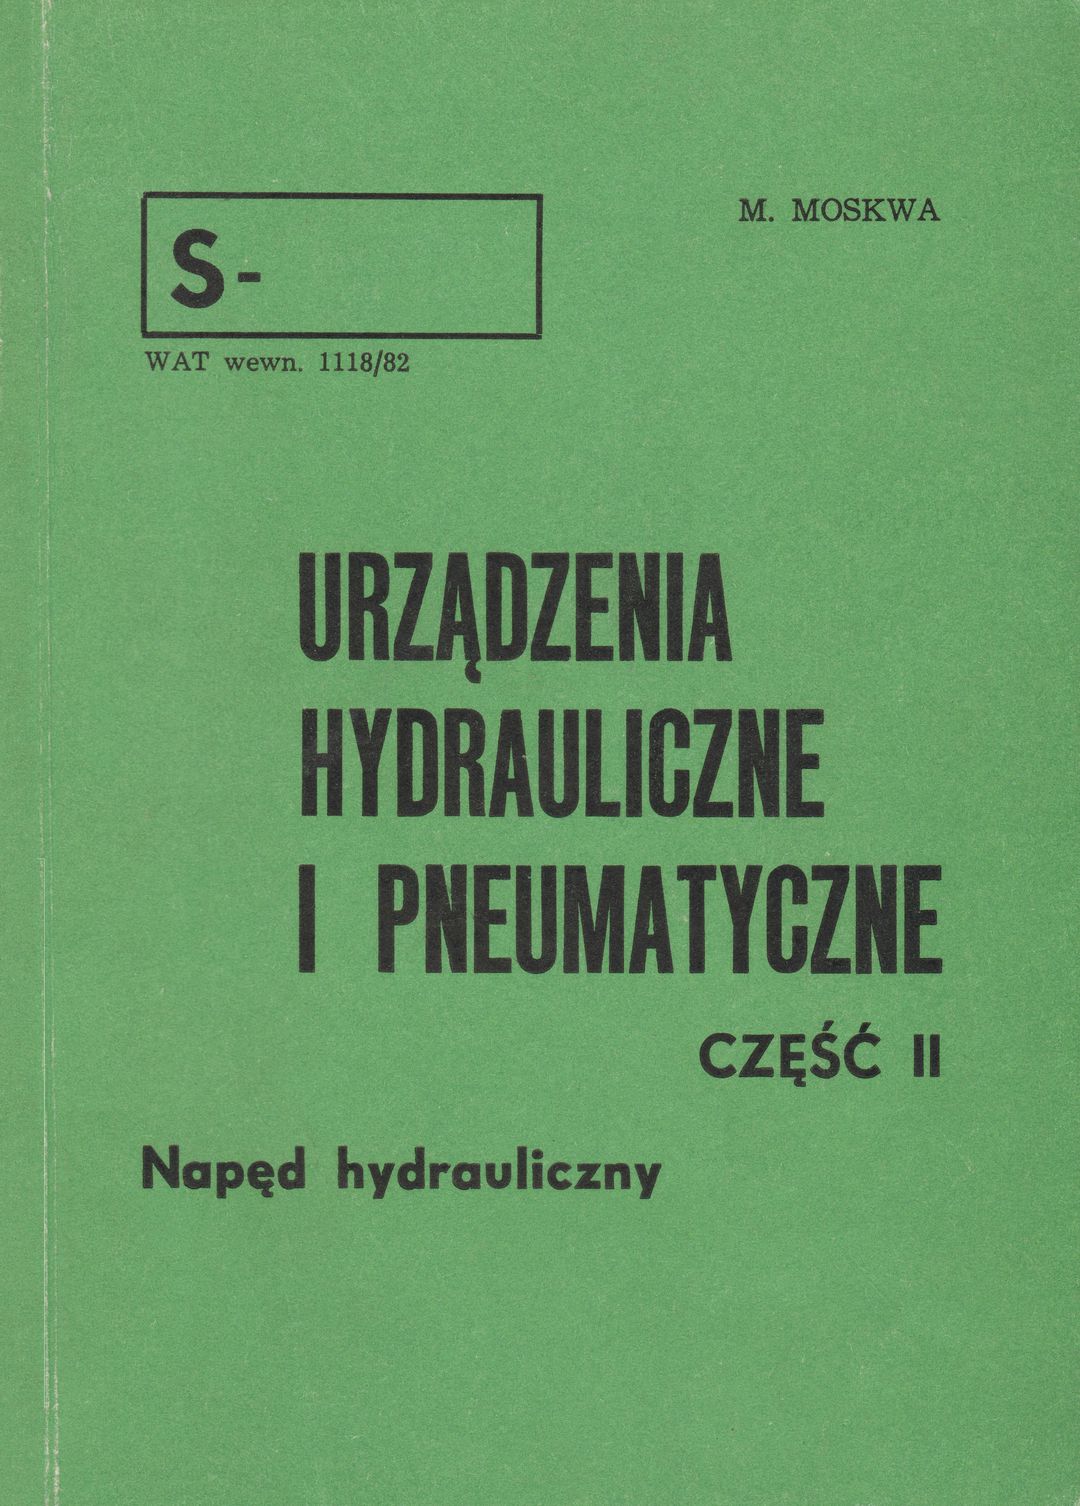 S-
M. MOSKWA
WAT wewn. 1118/82
URZĄDZENIA
HYDRAULICZNE
I PNEUMATYCZNE
CZĘŚĆ II
Napęd hydrauliczny